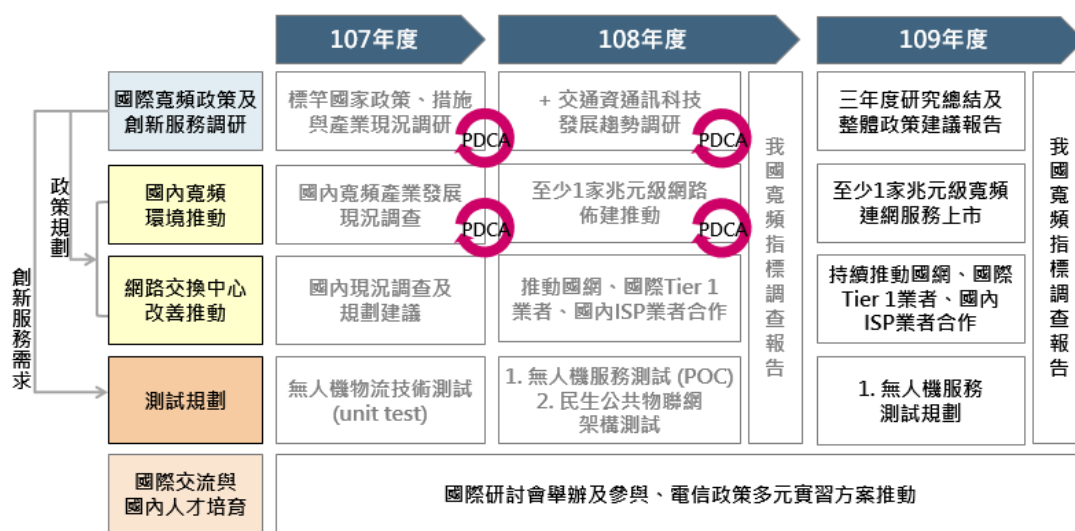 107年度
108年度
109年度
國際寬頻政策及
創新服務調研
標竿國家政策、措施
與產業現況調研
PDCA
+ 交通資通訊科技
發展趨勢調研
PDCA
三年度研究總結及
整體政策建議報告
國內寬頻
環境推動
國內寬頻產業發展
現況調查
PDCA
至少1家兆元級網路
佈建推動
PDCA
至少1家兆元級寬頻
連網服務上市
網路交換中心
改善推動
國內現況調查及
規劃建議
推動國網、國際Tier 1
業者、國內ISP業者合作
持續推動國網、國際
Tier 1業者、國內
ISP業者合作
測試規劃
無人機物流技術測試
(unit test)
1. 無人機服務測試 (POC)
2. 民生公共物聯網
架構測試
1. 無人機服務
測試規劃
我國寬頻指標調查報告
我國寬頻指標調查報告
政策規劃
創新服務需求
國際交流與
國內人才培育
國際研討會舉辦及參與、電信政策多元實習方案推動